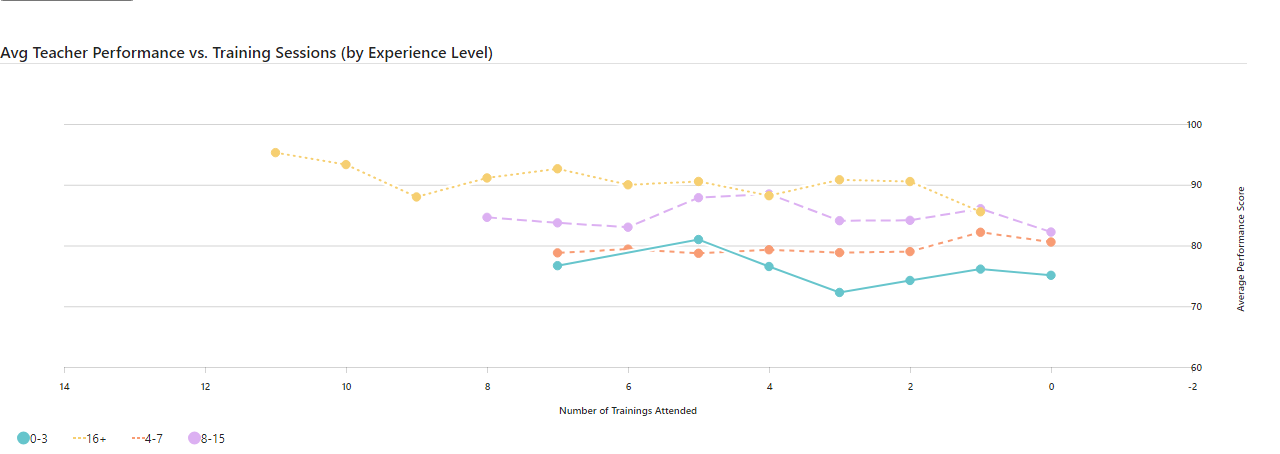 Avg Teacher Performance vs. Training Sessions (by Experience Level)
100
90
80
70
60
Average Performance Score
14 12 10 8 6 4 2 0 -2
Number of Trainings Attended
0-3 16+ 4-7 8-15